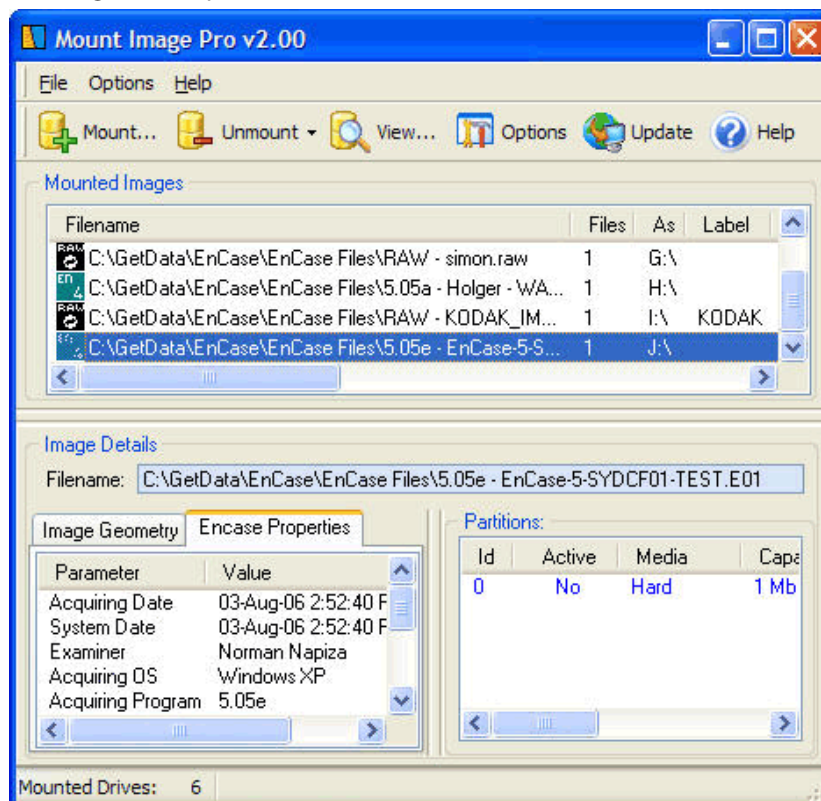 Mount Image Pro v2.00
File Options Help
Mount... Unmount View... Options Update Help
Mounted Images
Filename Files As Label
RAW C:\GetData\EnCase\EnCase Files\RAW - simon.raw 1 G:\
En 4 C:\GetData\EnCase\EnCase Files\5.05a - Holger - WA... 1 H:\
RAW C:\GetData\EnCase\EnCase Files\RAW - KODAK_IM... 1 I:\ KODAK
C:\GetData\EnCase\EnCase Files\5.05e - EnCase-5-S... 1 J:\
Image Details
Filename: C:\GetData\EnCase\EnCase Files\5.05e - EnCase-5-SYDCF01-TEST.E01
Image Geometry Encase Properties
Parameter Value
Acquiring Date 03-Aug-06 2:52:40 P
System Date 03-Aug-06 2:52:40 P
Examiner Norman Napiza
Acquiring OS Windows XP
Acquiring Program 5.05e
Partitions:
Id Active Media Capa
0 No Hard 1 Mb
Mounted Drives: 6